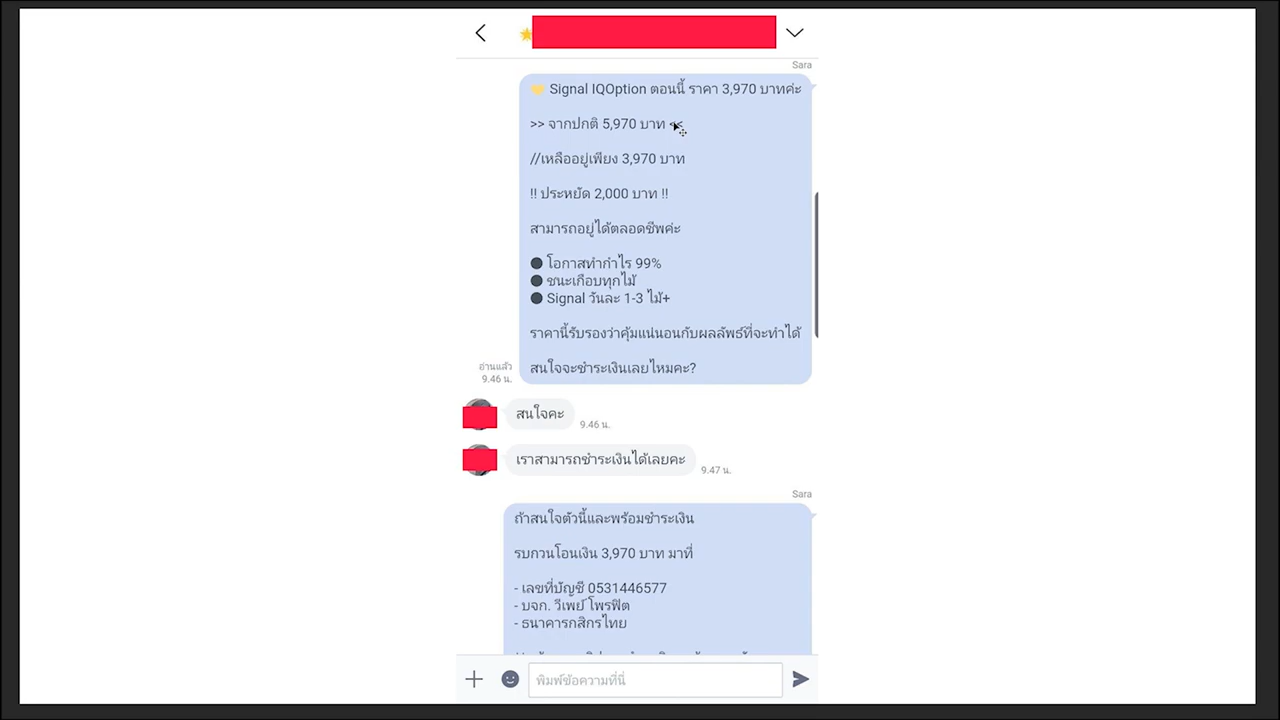 Sara
Signal IQOption ตอนนี้ ราคา 3,970 บาทค่ะ
>> จากปกติ 5,970 บาท <<
//เหลืออยู่เพียง 3,970 บาท
!! ประหยัด 2,000 บาท !!
สามารถอยู่ได้ตลอดชีพค่ะ
● โอกาสทำกำไร 99%
● ชนะเกือบทุกไม้
● Signal วันละ 1-3 ไม้+
ราคานี้รับรองว่าคุ้มแน่นอนกับผลลัพธ์ที่จะทำได้
สนใจจะชำระเงินเลยไหมคะ?
อ่านแล้ว
9.46 น.
สนใจคะ
9.46 น.
เราสามารถชำระเงินได้เลยคะ
9.47 น.
Sara
ถ้าสนใจตัวนี้และพร้อมชำระเงิน
รบกวนโอนเงิน 3,970 บาท มาที่
- เลขที่บัญชี 0531446577
- บจก. วีเพย์ โพรฟิต
- ธนาคารกสิกรไทย
พิมพ์ข้อความที่นี่